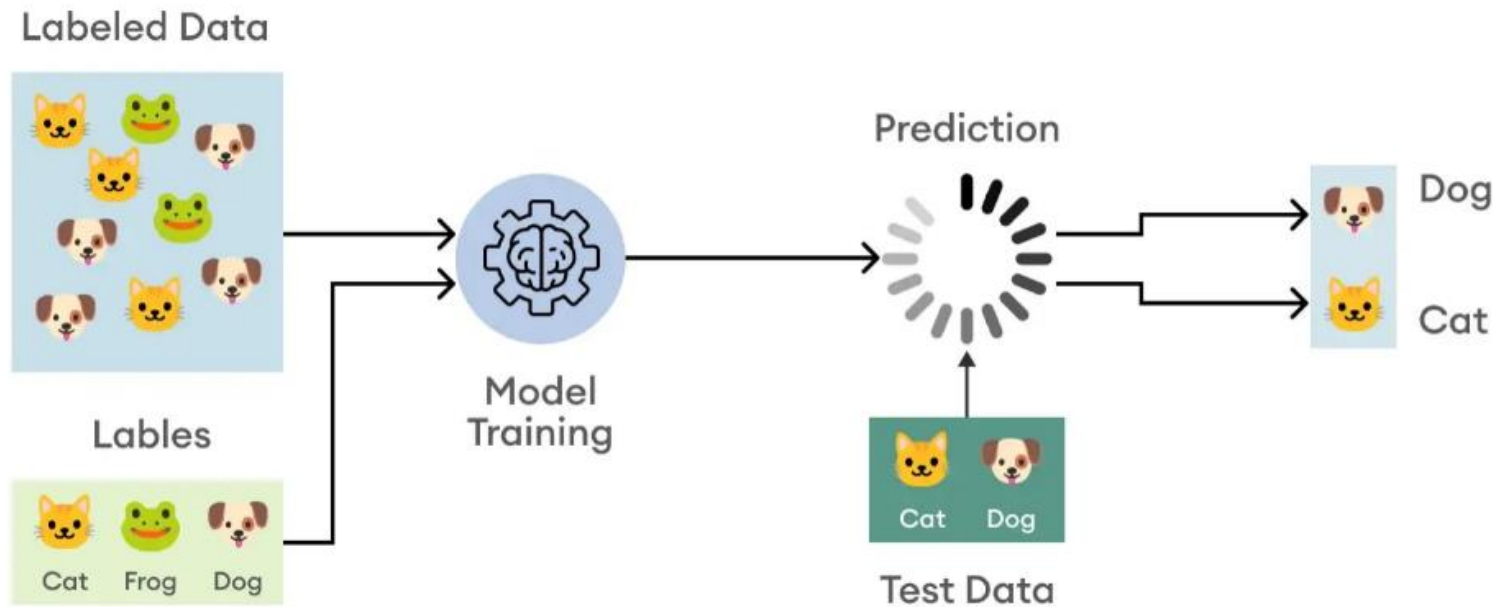 Labeled Data
Prediction
Dog
Cat
Model
Training
Lables
Cat Frog Dog
Cat Dog
Test Data